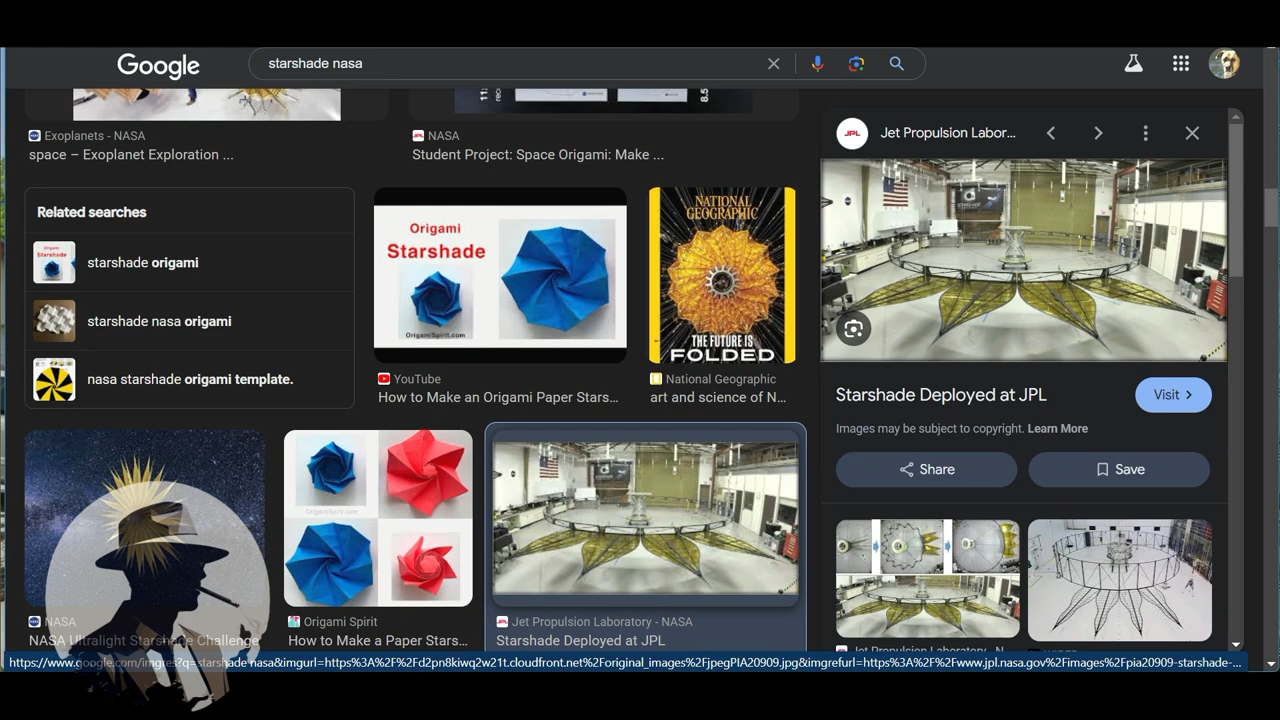 Google
starshade nasa
Exoplanets - NASA
space – Exoplanet Exploration ...
NASA
Student Project: Space Origami: Make ...
Related searches
starshade origami
starshade nasa origami
nasa starshade origami template.
Origami
Starshade
OrigamiSpirit.com
YouTube
How to Make an Origami Paper Stars...
NATIONAL
GEOGRAPHIC
THE FUTURE IS
FOLDED
National Geographic
art and science of N...
NASA
NASA Ultralight Starshade Challenge
Origami Spirit
How to Make a Paper Stars...
Jet Propulsion Laboratory - NASA
Starshade Deployed at JPL
JPL
Jet Propulsion Labor...
Starshade Deployed at JPL
Visit
Images may be subject to copyright. Learn More
Share
Save
https://www.google.com/imgres?q=starshade nasa&imgurl=https%3A%2F%2Fd2pn8kiwq2w21t.cloudfront.net%2Foriginal_images%2FjpegPIA20909.jpg&imgrefurl=https%3A%2F%2Fwww.jpl.nasa.gov%2Fimages%2Fpia20909-starshade-...